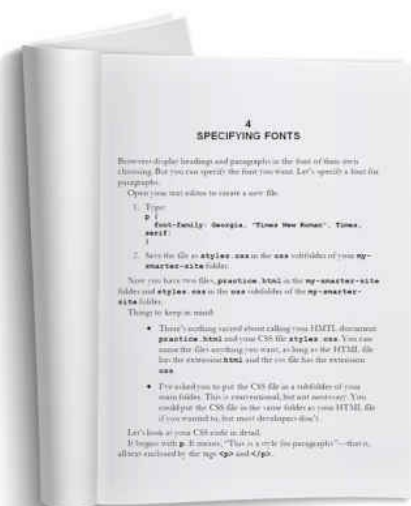 4
SPECIFYING FONTS
Browsers display headings and paragraphs in the font of their own
choosing. But you can specify the font you want. Let's specify a font for
paragraphs.
Open your text editor to create a new file.
1. Type:
p {
font-family: Georgia, "Times New Roman", Times,
serif;
}
2. Save the file as styles.css in the css subfolder of your my-
smarter-site folder.
Now you have two files, practice.html in the my-smarter-site
folder and styles.css in the css subfolder of the my-smarter-
site folder.
Things to keep in mind:
• There's nothing sacred about calling your HMTL document
practice.html and your CSS file styles.css. You can
name the files anything you want, as long as the HTML file
has the extension html and the css file has the extension
css.
• I've asked you to put the CSS file in a subfolder of your
main folder. This is conventional, but not necessary. You
could put the CSS file in the same folder as your HTML file
if you wanted to, but most developers don't.
Let's look at your CSS code in detail.
It begins with p. It means, "This is a style for paragraphs"—that is,
all text enclosed by the tags <p> and </p>.